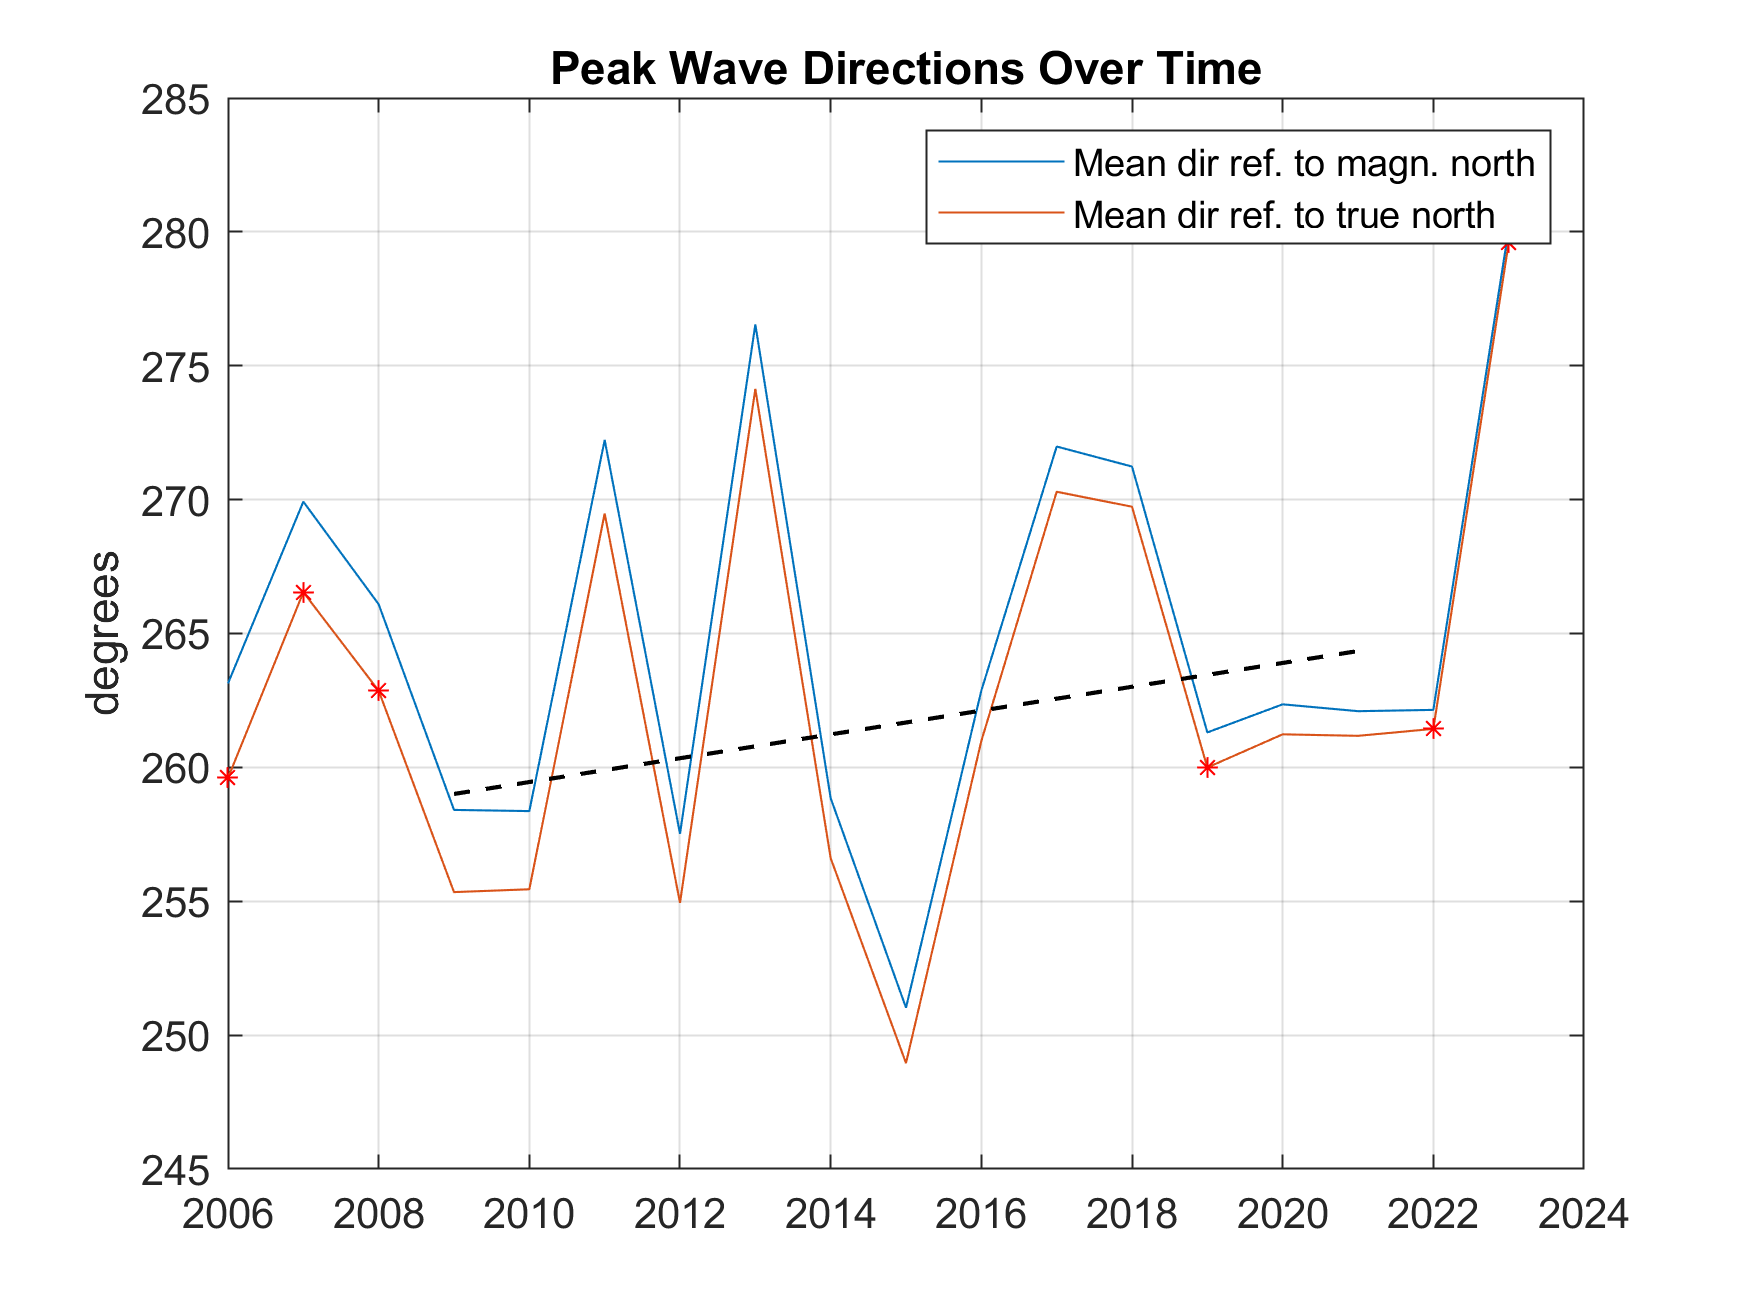 Peak Wave Directions Over Time
285
280
275
270
265
260
255
250
245
degrees
Mean dir ref. to magn. north
Mean dir ref. to true north
2006 2008 2010 2012 2014 2016 2018 2020 2022 2024